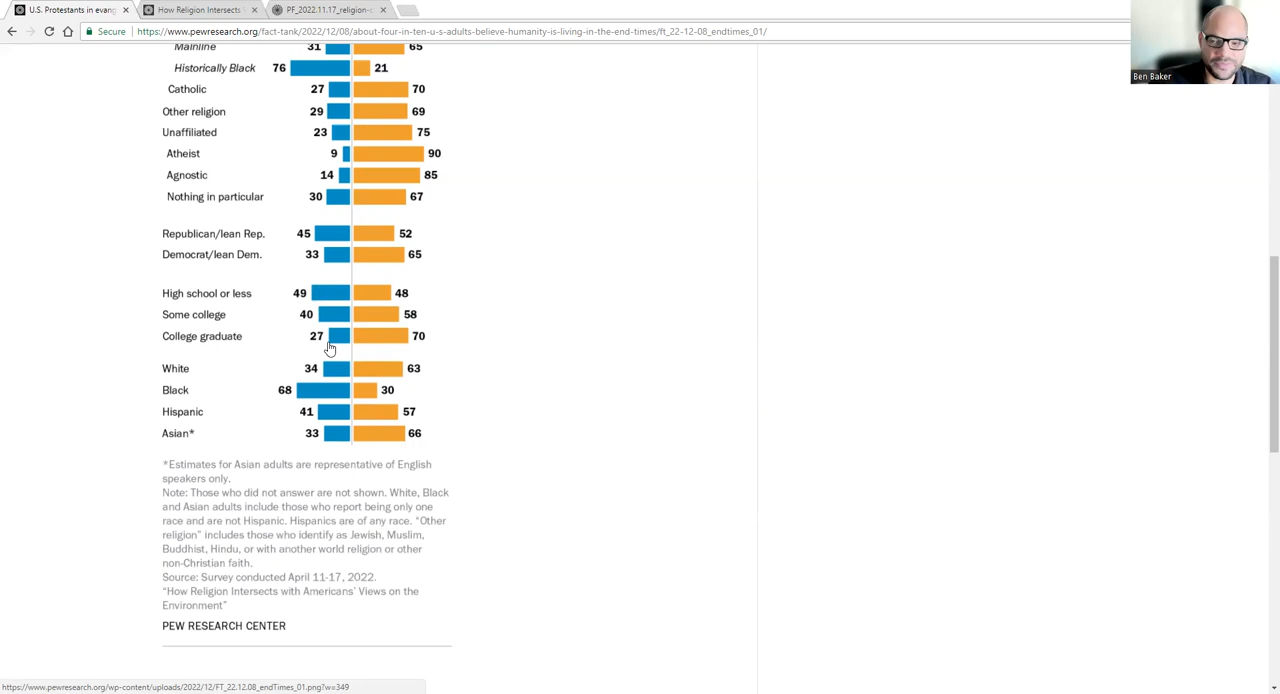 U.S. Protestants in evang
How Religion Intersects
PF_2022.11.17_religion-c
Secure
https://www.pewresearch.org/fact-tank/2022/12/08/about-four-in-ten-u-s-adults-believe-humanity-is-living-in-the-end-times/ft_22-12-08_endtimes_01/
Ben Baker
Mainline 31 65
Historically Black 76 21
Catholic 27 70
Other religion 29 69
Unaffiliated 23 75
Atheist 9 90
Agnostic 14 85
Nothing in particular 30 67
Republican/lean Rep. 45 52
Democrat/lean Dem. 33 65
High school or less 49 48
Some college 40 58
College graduate 27 70
White 34 63
Black 68 30
Hispanic 41 57
Asian* 33 66
*Estimates for Asian adults are representative of English
speakers only.
Note: Those who did not answer are not shown. White, Black
and Asian adults include those who report being only one
race and are not Hispanic. Hispanics are of any race. “Other
religion” includes those who identify as Jewish, Muslim,
Buddhist, Hindu, or with another world religion or other
non-Christian faith.
Source: Survey conducted April 11-17, 2022.
“How Religion Intersects with Americans’ Views on the
Environment”
PEW RESEARCH CENTER
https://www.pewresearch.org/wp-content/uploads/2022/12/FT_22.12.08_endTimes_01.png?w=349